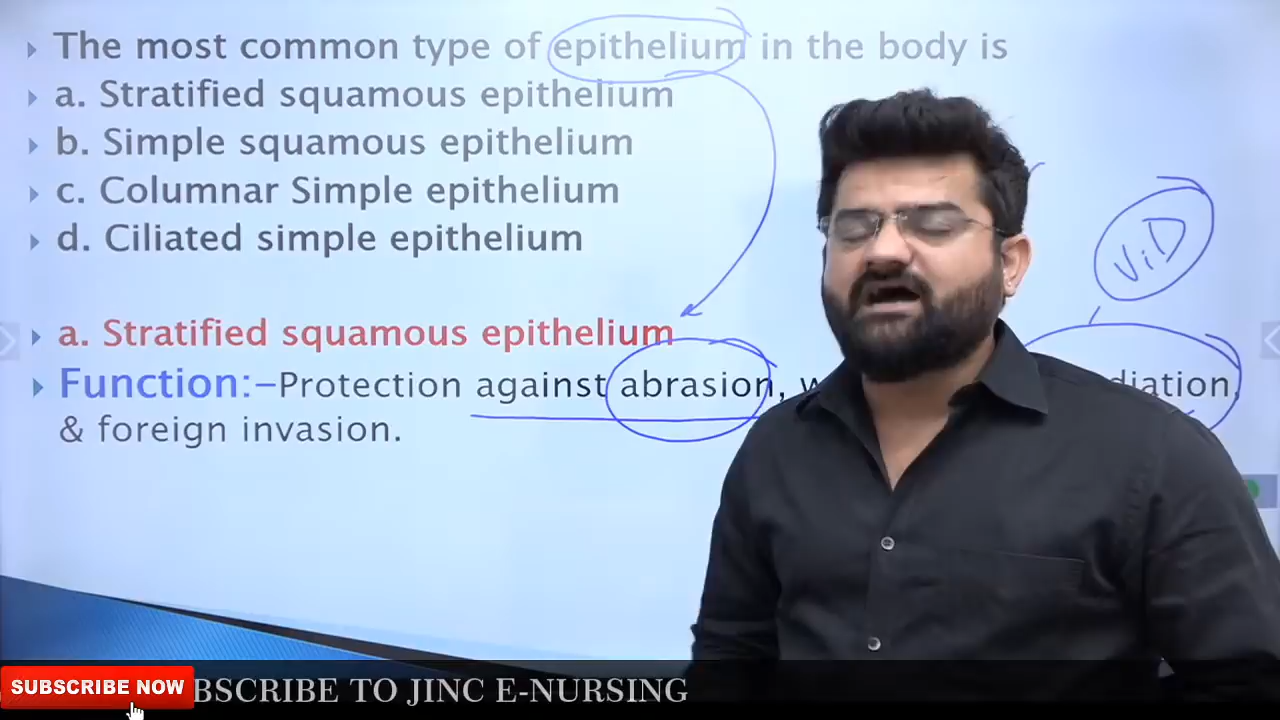 The most common type of epithelium in the body is
a. Stratified squamous epithelium
b. Simple squamous epithelium
c. Columnar Simple epithelium
d. Ciliated simple epithelium
ViD
a. Stratified squamous epithelium
Function:-Protection against abrasion,
& foreign invasion.
SUBSCRIBE NOW
TO JINC E-NURSING